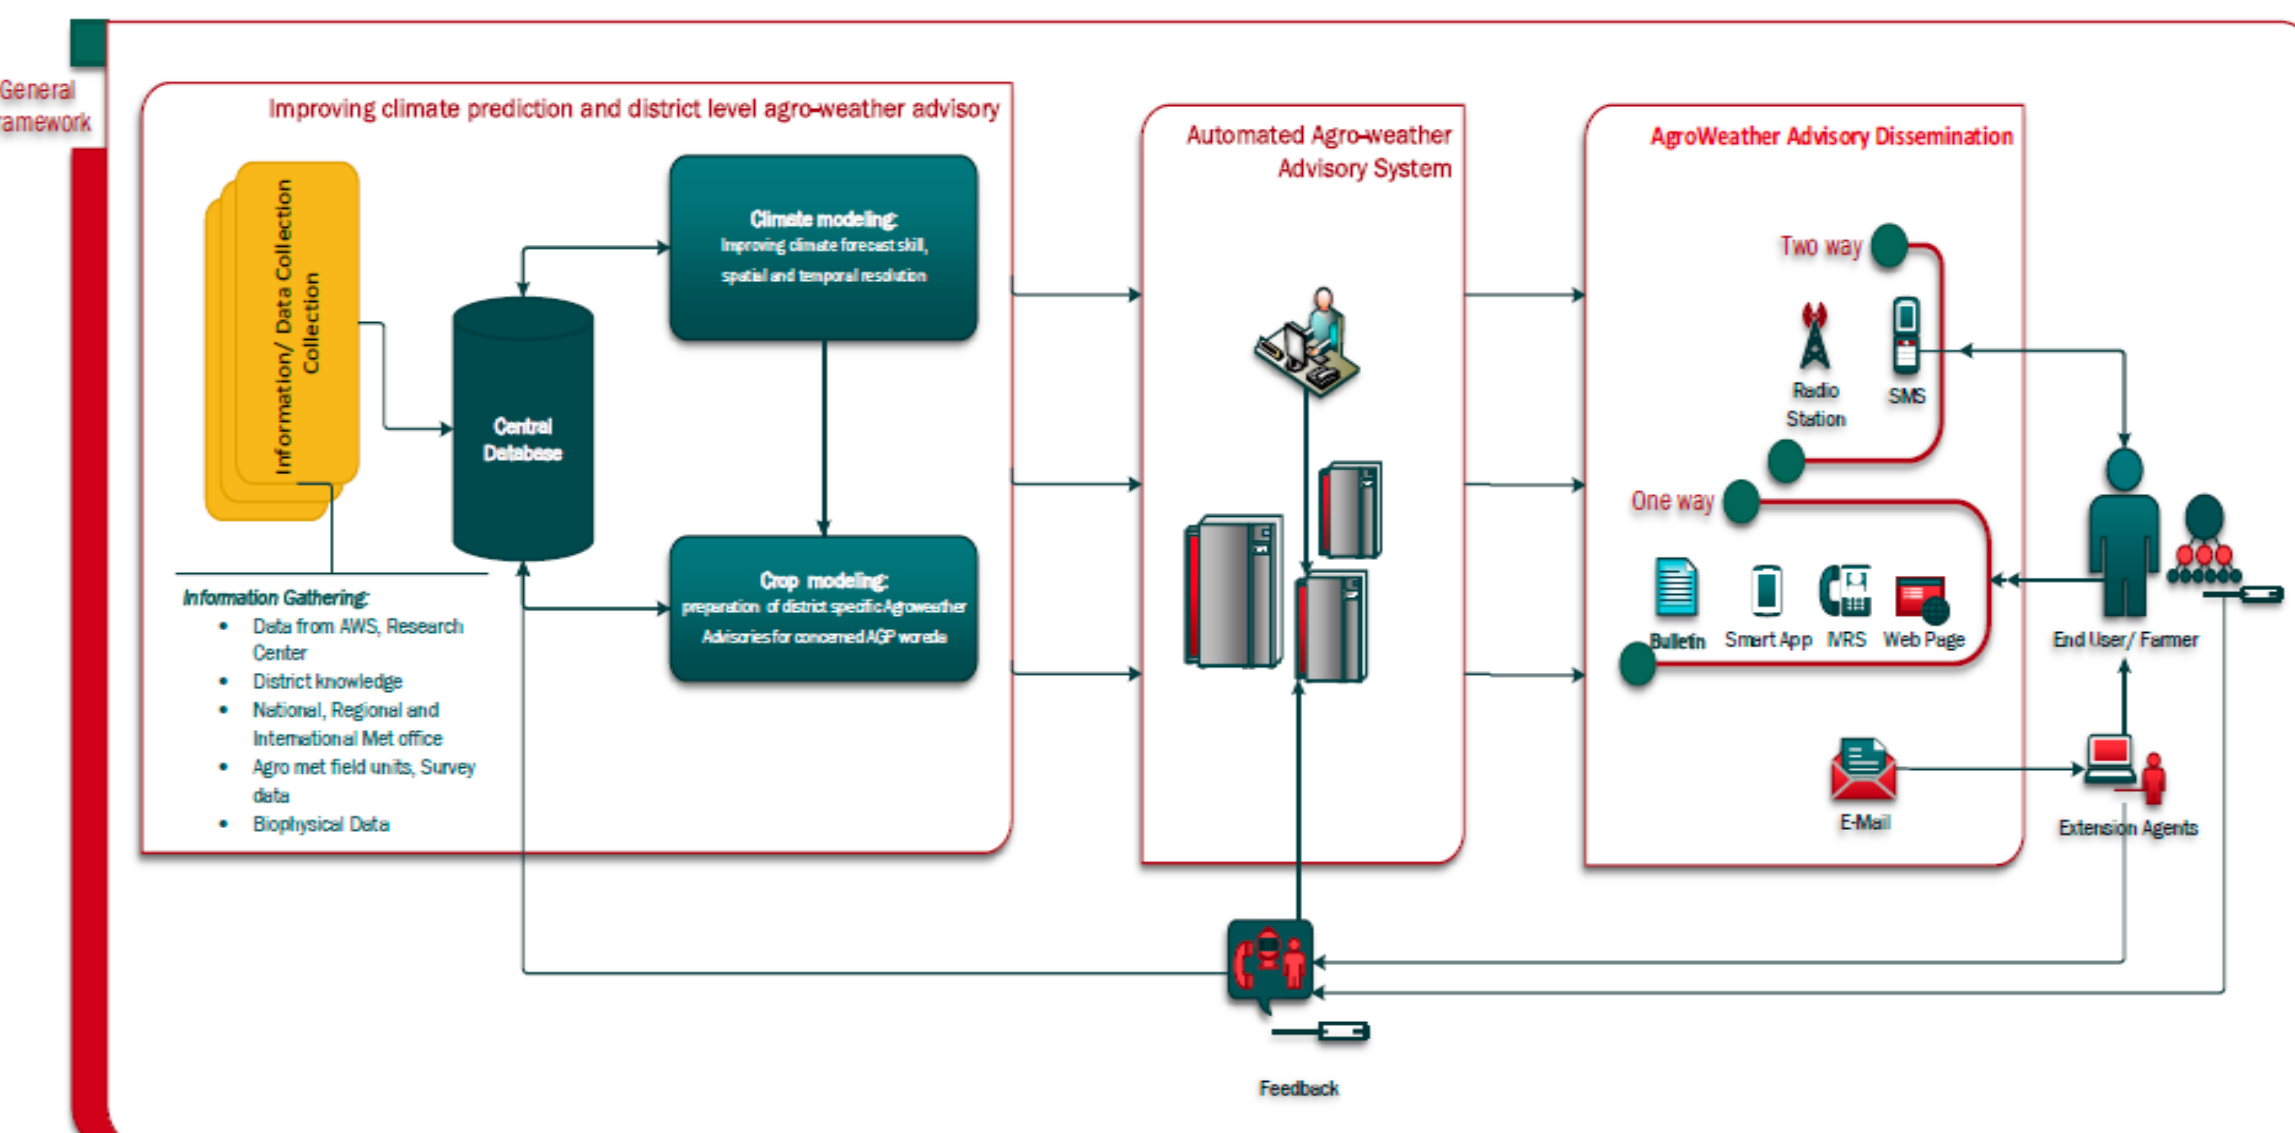 General
ramework
Improving climate prediction and district level agro-weather advisory
Information/ Data Collection
Collection
Central
Database
Climate modeling:
Improving climate forecast skill,
spatial and temporal resolution
Crop modeling:
preparation of district specific Agroweather
Advisories for concerned AGP woreda
Information Gathering:
• Data from AWS, Research
Center
• District knowledge
• National, Regional and
International Met office
• Agro met field units, Survey
data
• Biophysical Data
Automated Agro-weather
Advisory System
AgroWeather Advisory Dissemination
Two way
Radio
Station
SMS
One way
Bulletin
Smart App
IVRS
Web Page
E-Mail
End User/ Farmer
Extension Agents
Feedback